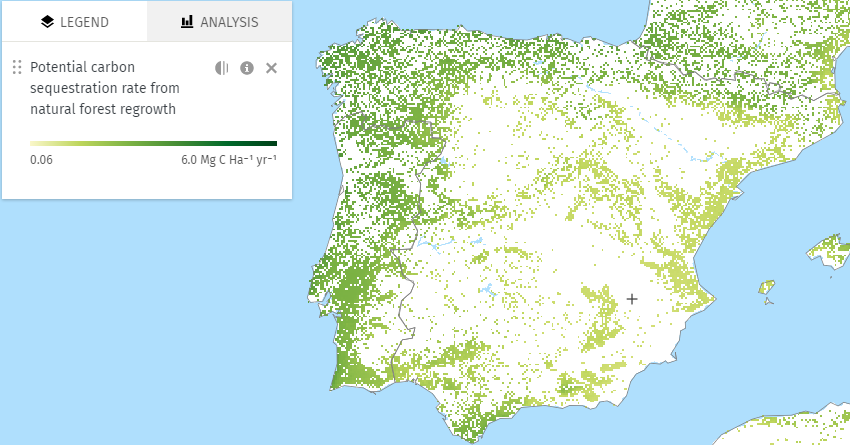 LEGEND
ANALYSIS
Potential carbon
sequestration rate from
natural forest regrowth
0.06
6.0 Mg C Ha⁻¹ yr⁻¹